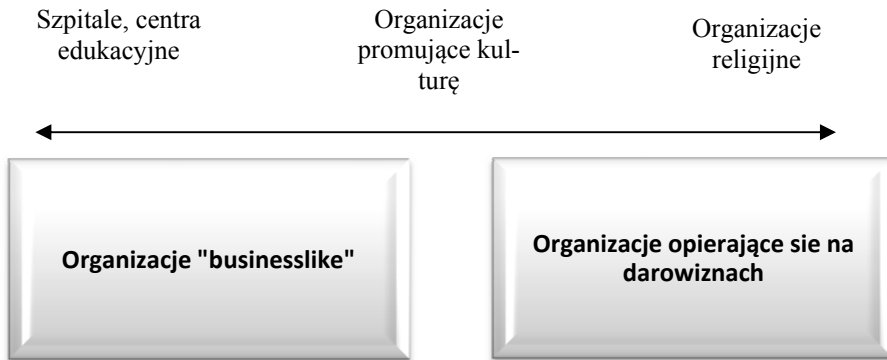 Szpitale, centra
edukacyjne
Organizacje
promujące kul-
turę
Organizacje
religijne
Organizacje "businesslike"
Organizacje opierające sie na
darowiznach